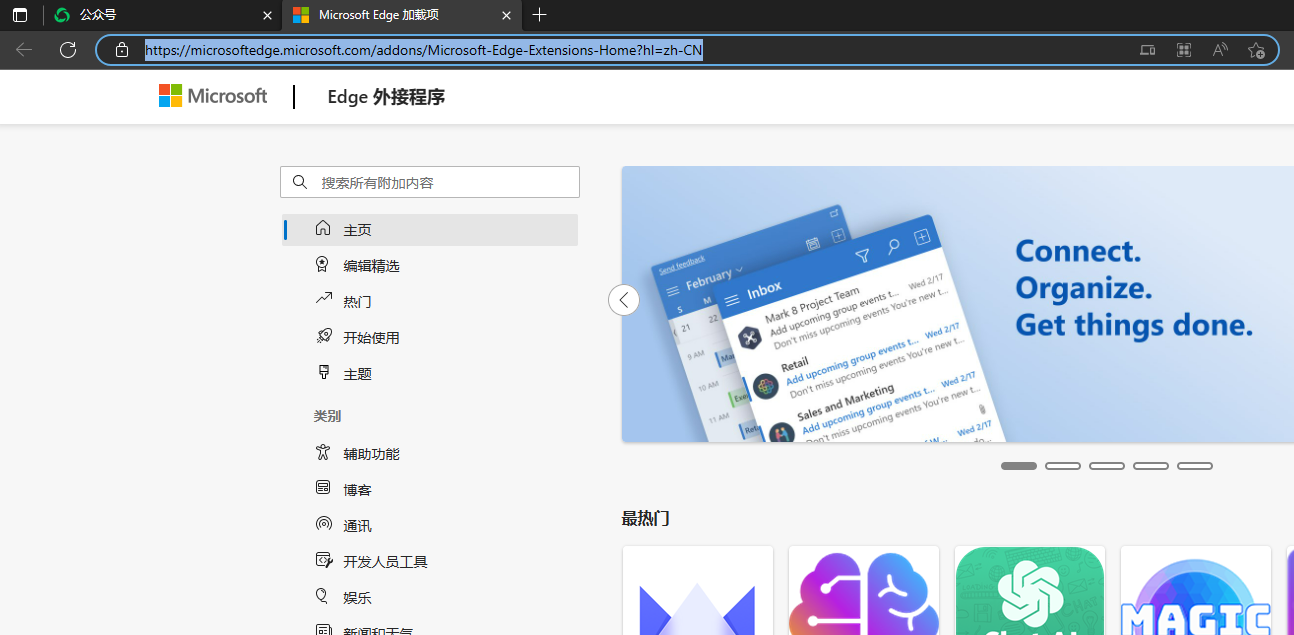 公众号
Microsoft Edge 加载项
https://microsoftedge.microsoft.com/addons/Microsoft-Edge-Extensions-Home?hl=zh-CN
Microsoft
Edge 外接程序
搜索所有附加内容
主页
编辑精选
热门
开始使用
主题
类别
辅助功能
博客
通讯
开发人员工具
娱乐
新闻和天气
Send feedback
February
S
M
21
22
9 AM
10 AM
11 AM
Inbox
Mark 8 Project Team
Wed 2/17
Add upcoming group events t...
Don't miss upcoming events You're new t...
Retail
Wed 2/17
Add upcoming group events t...
Don't miss upcoming events You're new t...
Sales and Marketing
Wed 2/17
Add upcoming group events t...
Don't miss upcoming events You're new t...
Wed 2/17
Connect.
Organize.
Get things done.
最热门
MAGIC